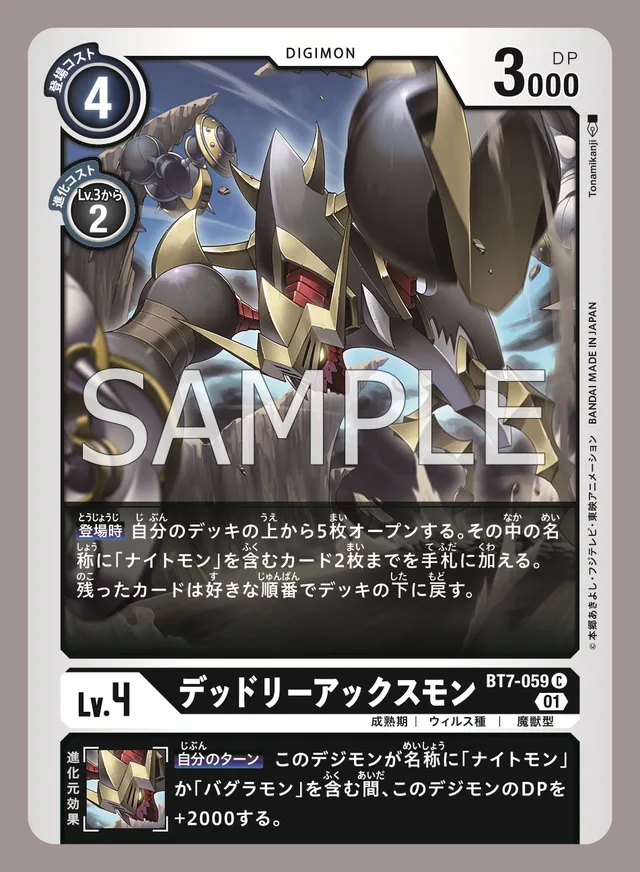 DIGIMON
登場コスト
4
3000
DP
進化コスト
Lv.3から
2
Tonamikanji
BANDAI MADE IN JAPAN
© 本郷あきよし・フジテレビ・東映アニメーション
SAMPLE
登場時 自分のデッキの上から5枚オープンする。その中の名
称に「ナイトモン」を含むカード2枚までを手札に加える。
残ったカードは好きな順番でデッキの下に戻す。
Lv.4
デッドリーアックスモン
BT7-059 C
01
成熟期 | ウィルス種 | 魔獣型
進化元効果
自分のターン このデジモンが名称に「ナイトモン」
か「バグラモン」を含む間、このデジモンのDPを
+2000する。